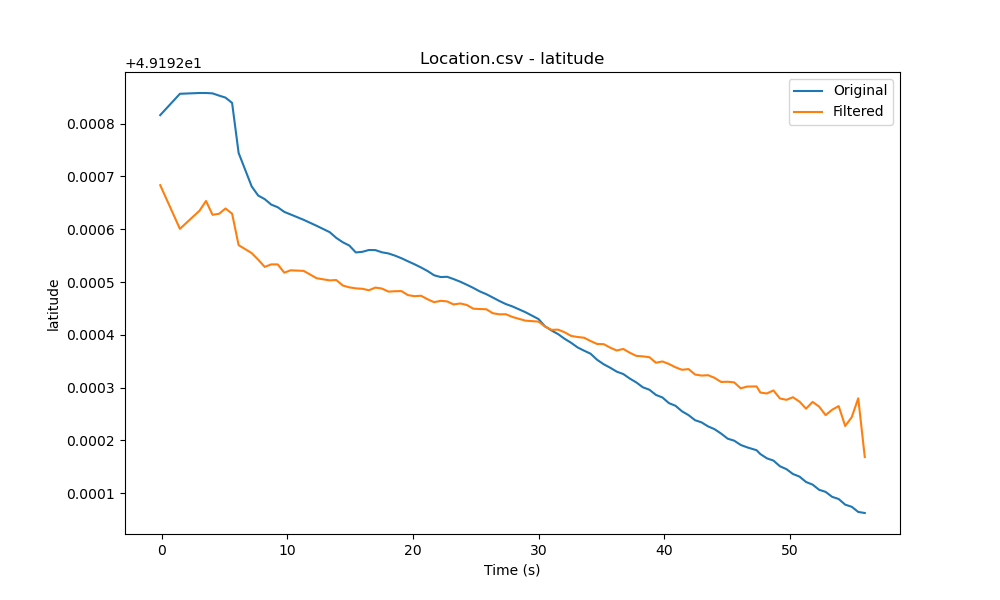 Location.csv - latitude
+4.9192e1
Original
Filtered
0.0008
0.0007
0.0006
0.0005
0.0004
0.0003
0.0002
0.0001
latitude
0 10 20 30 40 50
Time (s)